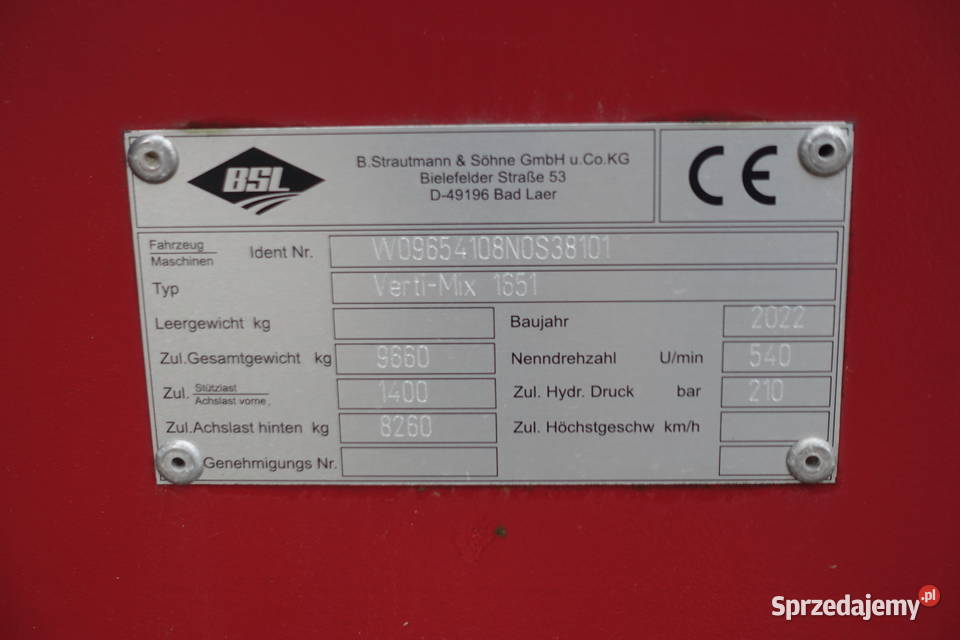 BSL
B.Strautmann & Söhne GmbH u.Co.KG
Bielefelder Straße 53
D-49196 Bad Laer
CE
Fahrzeug
Maschinen
Ident Nr. W09654108N0S38101
Typ Verti-Mix 1651
Leergewicht kg
Baujahr 2022
Zul.Gesamtgewicht kg 9660
Nenndrehzahl U/min 540
Zul. Stützlast
Achslast vorne 1400
Zul. Hydr. Druck bar 210
Zul.Achslast hinten kg 8260
Zul. Höchstgeschw km/h
Genehmigungs Nr.
Sprzedajemy.pl